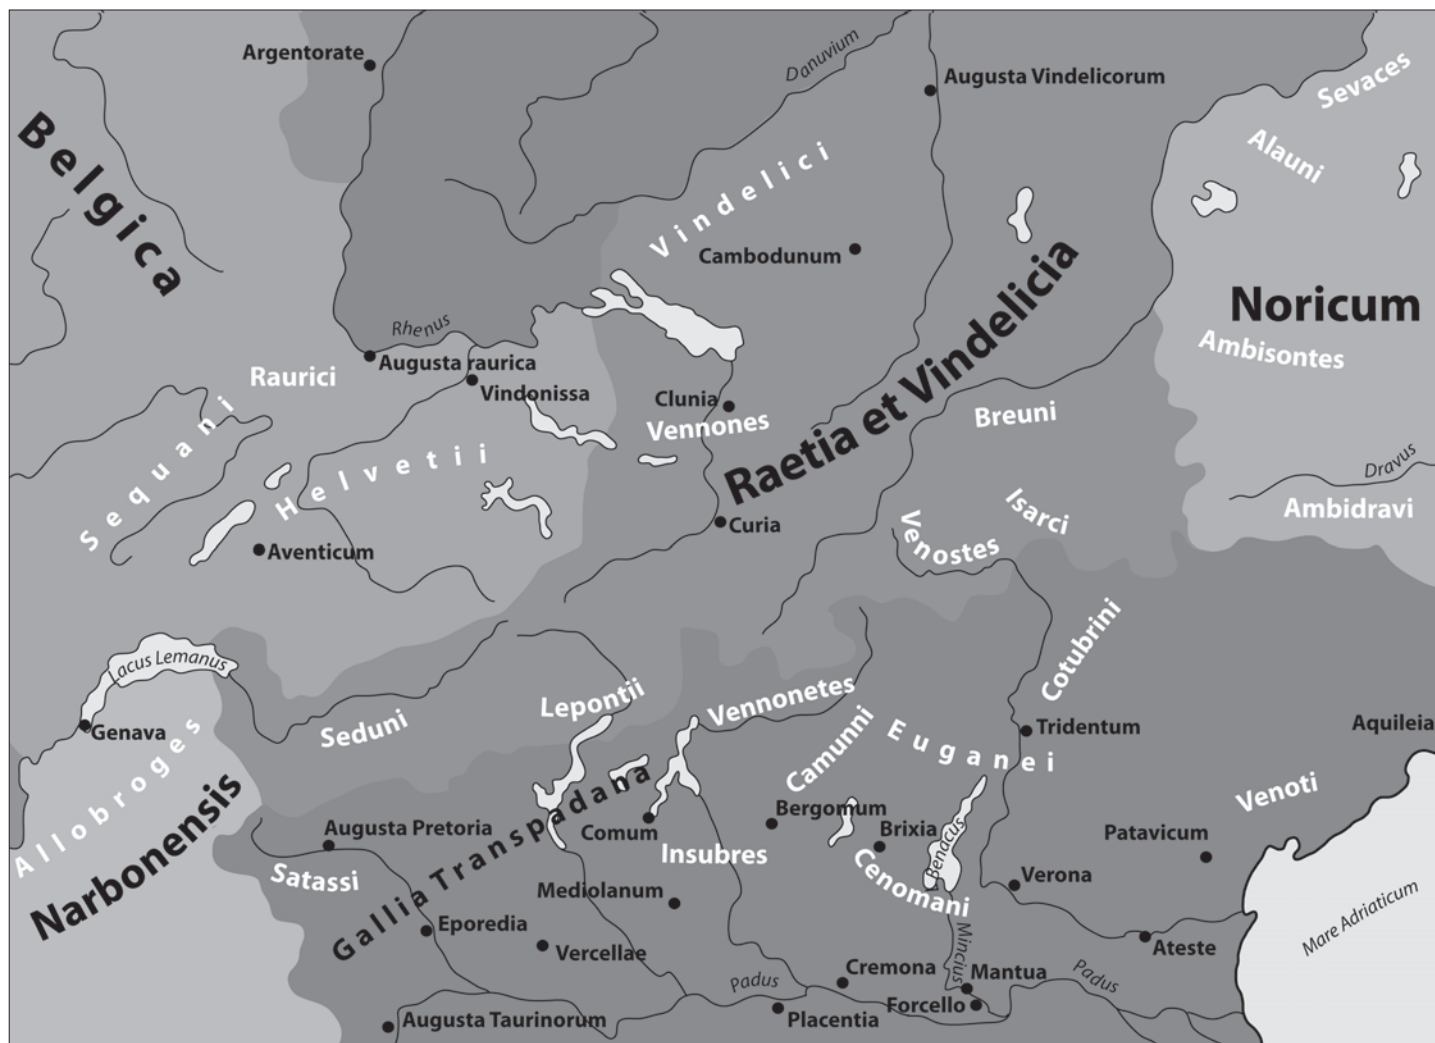 Argentorate
Danuvium
Augusta Vindelicorum
Sevaces
Belgica
Alauni
Vindelici
Cambodunum
Noricum
Rhenus
Ambisontes
Augusta raurica
Raurici
Vindonissa
Clunia
Vennones
Raetia et Vindelicia
Breuni
Sequani
Helvetii
Dravus
Isarci
Ambidravi
Curia
Venostes
Aventicum
Cotubrini
Lacus Lemanus
Genava
Seduni
Lepontii
Vennonetes
Camunni
Euganei
Tridentum
Aquileia
Allobroges
Narbonensis
Venoti
Augusta Pretoria
Gallia Transpadana
Comum
Bergomum
Brixia
Benacus
Patavicum
Satassi
Insubres
Cenomani
Verona
Mediolanum
Mare Adriaticum
Eporedia
Vercellae
Mincius
Ateste
Padus
Cremona
Mantua
Padus
Forcello
Augusta Taurinorum
Placentia